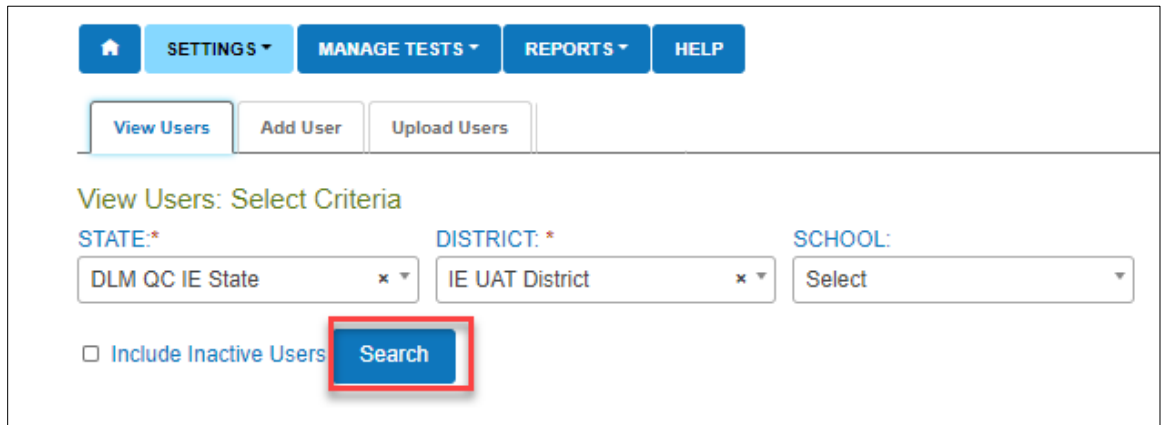 SETTINGS MANAGE TESTS REPORTS HELP
View Users Add User Upload Users
View Users: Select Criteria
STATE:* DISTRICT: * SCHOOL:
DLM QC IE State × IE UAT District × Select
Include Inactive Users Search